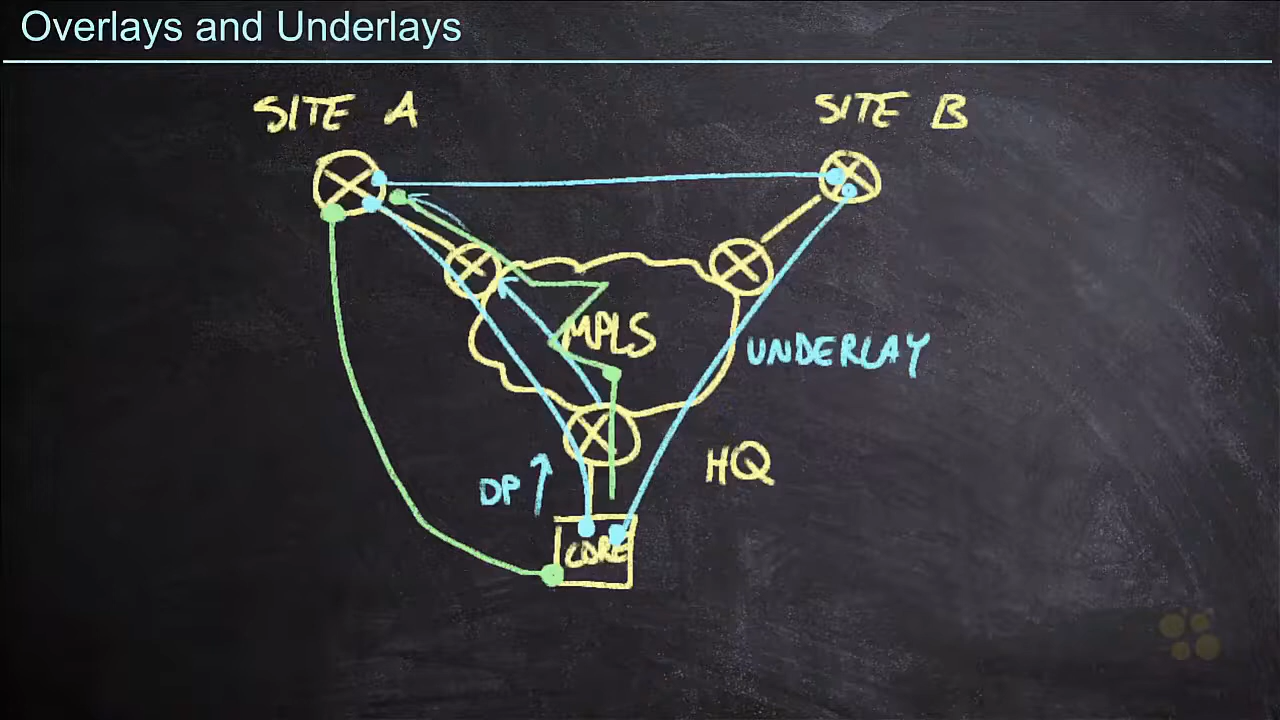 Overlays and Underlays
SITE A
SITE B
MPLS
UNDERLAY
HQ
DP
CORE